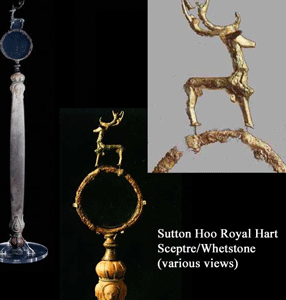 Sutton Hoo Royal Hart
Sceptre/Whetstone
(various views)